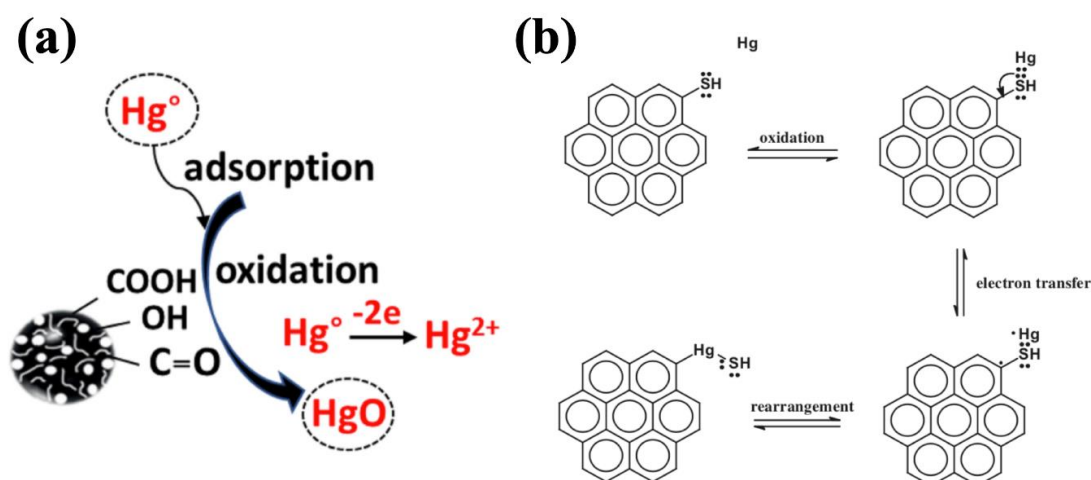 (a)
Hg°
adsorption
oxidation
COOH
OH
C=O
Hg° -2e Hg²⁺
HgO
(b)
Hg
SH
oxidation
Hg
SH
electron transfer
Hg
SH
rearrangement
Hg
SH